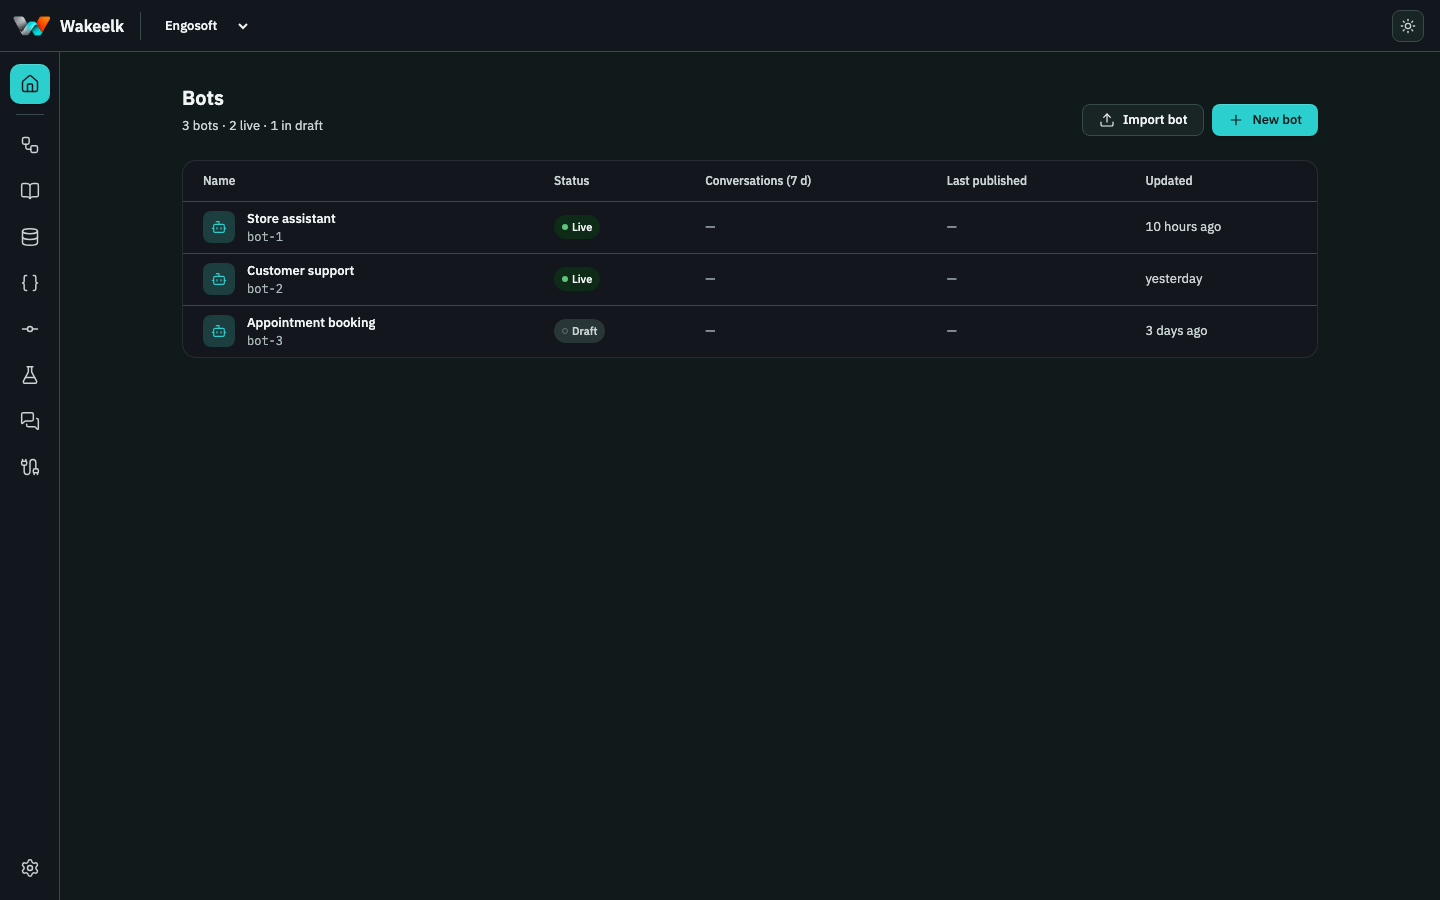 Wakeelk
Engosoft
Bots
3 bots · 2 live · 1 in draft
Import bot
New bot
Name Status Conversations (7 d) Last published Updated
Store assistant
bot-1
Live — — 10 hours ago
Customer support
bot-2
Live — — yesterday
Appointment booking
bot-3
Draft — — 3 days ago